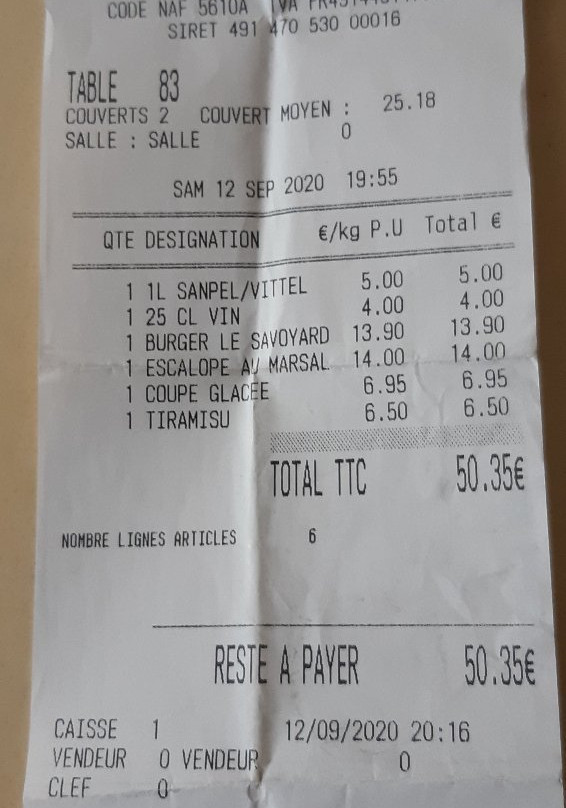 CODE NAF 5610A TVA
SIRET 491 470 530 00016
TABLE 83
COUVERTS 2 COUVERT MOYEN : 25.18
SALLE : SALLE 0
SAM 12 SEP 2020 19:55
QTE DESIGNATION €/kg P.U Total €
1 1L SANPEL/VITTEL 5.00 5.00
1 25 CL VIN 4.00 4.00
1 BURGER LE SAVOYARD 13.90 13.90
1 ESCALOPE AU MARSAL 14.00 14.00
1 COUPE GLACEE 6.95 6.95
1 TIRAMISU 6.50 6.50
TOTAL TTC 50.35€
NOMBRE LIGNES ARTICLES 6
RESTE A PAYER 50.35€
CAISSE 1 12/09/2020 20:16
VENDEUR 0 VENDEUR 0
CLEF 0